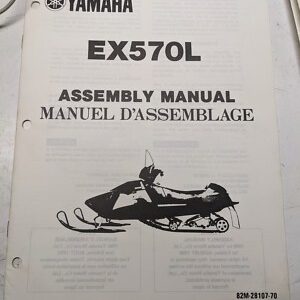 YAMAHA
EX570L
ASSEMBLY MANUAL
MANUEL D'ASSEMBLAGE
82M-28107-70